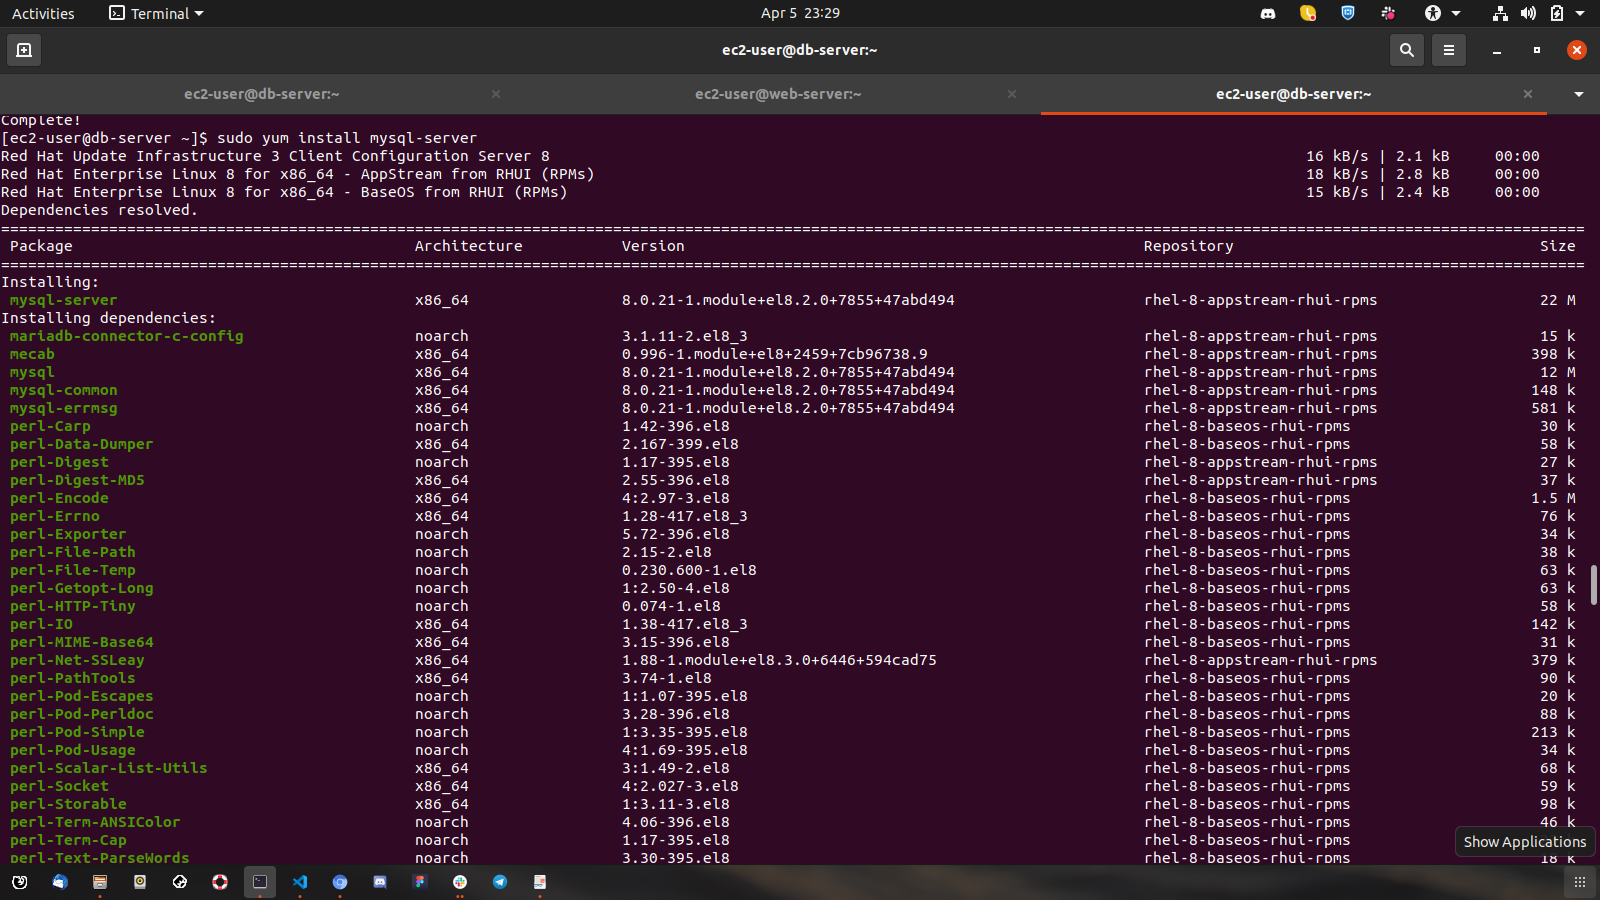 Activities Terminal Apr 5 23:29
ec2-user@db-server:~
ec2-user@db-server:~ ec2-user@web-server:~ ec2-user@db-server:~
Complete!
[ec2-user@db-server ~]$ sudo yum install mysql-server
Red Hat Update Infrastructure 3 Client Configuration Server 8 16 kB/s | 2.1 kB 00:00
Red Hat Enterprise Linux 8 for x86_64 - AppStream from RHUI (RPMs) 18 kB/s | 2.8 kB 00:00
Red Hat Enterprise Linux 8 for x86_64 - BaseOS from RHUI (RPMs) 15 kB/s | 2.4 kB 00:00
Dependencies resolved.
Package Architecture Version Repository Size
Installing:
mysql-server x86_64 8.0.21-1.module+el8.2.0+7855+47abd494 rhel-8-appstream-rhui-rpms 22 M
Installing dependencies:
mariadb-connector-c-config noarch 3.1.11-2.el8_3 rhel-8-appstream-rhui-rpms 15 k
mecab x86_64 0.996-1.module+el8+2459+7cb96738.9 rhel-8-appstream-rhui-rpms 398 k
mysql x86_64 8.0.21-1.module+el8.2.0+7855+47abd494 rhel-8-appstream-rhui-rpms 12 M
mysql-common x86_64 8.0.21-1.module+el8.2.0+7855+47abd494 rhel-8-appstream-rhui-rpms 148 k
mysql-errmsg x86_64 8.0.21-1.module+el8.2.0+7855+47abd494 rhel-8-appstream-rhui-rpms 581 k
perl-Carp noarch 1.42-396.el8 rhel-8-baseos-rhui-rpms 30 k
perl-Data-Dumper x86_64 2.167-399.el8 rhel-8-baseos-rhui-rpms 58 k
perl-Digest noarch 1.17-395.el8 rhel-8-appstream-rhui-rpms 27 k
perl-Digest-MD5 x86_64 2.55-396.el8 rhel-8-appstream-rhui-rpms 37 k
perl-Encode x86_64 4:2.97-3.el8 rhel-8-baseos-rhui-rpms 1.5 M
perl-Errno x86_64 1.28-417.el8_3 rhel-8-baseos-rhui-rpms 76 k
perl-Exporter noarch 5.72-396.el8 rhel-8-baseos-rhui-rpms 34 k
perl-File-Path noarch 2.15-2.el8 rhel-8-baseos-rhui-rpms 38 k
perl-File-Temp noarch 0.230.600-1.el8 rhel-8-baseos-rhui-rpms 63 k
perl-Getopt-Long noarch 1:2.50-4.el8 rhel-8-baseos-rhui-rpms 63 k
perl-HTTP-Tiny noarch 0.074-1.el8 rhel-8-baseos-rhui-rpms 58 k
perl-IO x86_64 1.38-417.el8_3 rhel-8-baseos-rhui-rpms 142 k
perl-MIME-Base64 x86_64 3.15-396.el8 rhel-8-baseos-rhui-rpms 31 k
perl-Net-SSLeay x86_64 1.88-1.module+el8.3.0+6446+594cad75 rhel-8-appstream-rhui-rpms 379 k
perl-PathTools x86_64 3.74-1.el8 rhel-8-baseos-rhui-rpms 90 k
perl-Pod-Escapes noarch 1:1.07-395.el8 rhel-8-baseos-rhui-rpms 20 k
perl-Pod-Perldoc noarch 3.28-396.el8 rhel-8-baseos-rhui-rpms 88 k
perl-Pod-Simple noarch 1:3.35-395.el8 rhel-8-baseos-rhui-rpms 213 k
perl-Pod-Usage noarch 4:1.69-395.el8 rhel-8-baseos-rhui-rpms 34 k
perl-Scalar-List-Utils x86_64 3:1.49-2.el8 rhel-8-baseos-rhui-rpms 68 k
perl-Socket x86_64 4:2.027-3.el8 rhel-8-baseos-rhui-rpms 59 k
perl-Storable x86_64 1:3.11-3.el8 rhel-8-baseos-rhui-rpms 98 k
perl-Term-ANSIColor noarch 4.06-396.el8 rhel-8-baseos-rhui-rpms 46 k
perl-Term-Cap noarch 1.17-395.el8 rhel-8-baseos-rhui-rpms
Show Applications
perl-Text-ParseWords noarch 3.30-395.el8 rhel-8-baseos-rhui-rpms 18 k